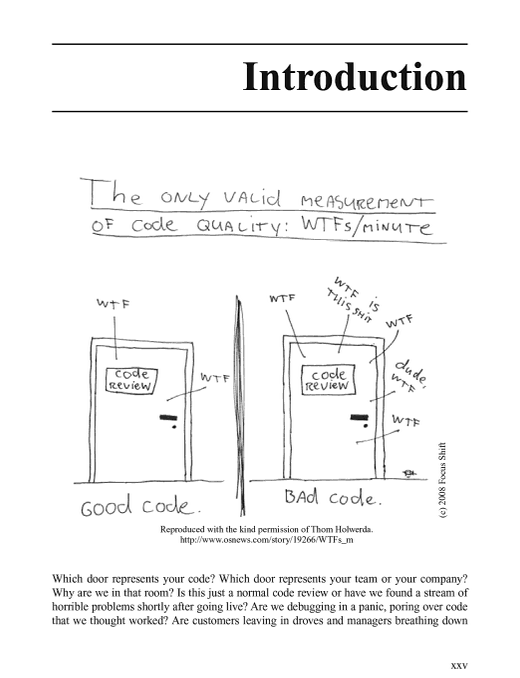 Introduction
The ONLY VALID MEASUREMENT
OF Code QUALITY: WTFs/MINUTE
WTF
code
REVIEW
WTF
GOOD CODE.
WTF
WTF is
THIS SHIT
WTF
code
REVIEW
dude,
WTF
WTF
BAD code.
(c) 2008 Focus Shift
Reproduced with the kind permission of Thom Holwerda.
http://www.osnews.com/story/19266/WTFs_m
Which door represents your code? Which door represents your team or your company?
Why are we in that room? Is this just a normal code review or have we found a stream of
horrible problems shortly after going live? Are we debugging in a panic, poring over code
that we thought worked? Are customers leaving in droves and managers breathing down
xxv